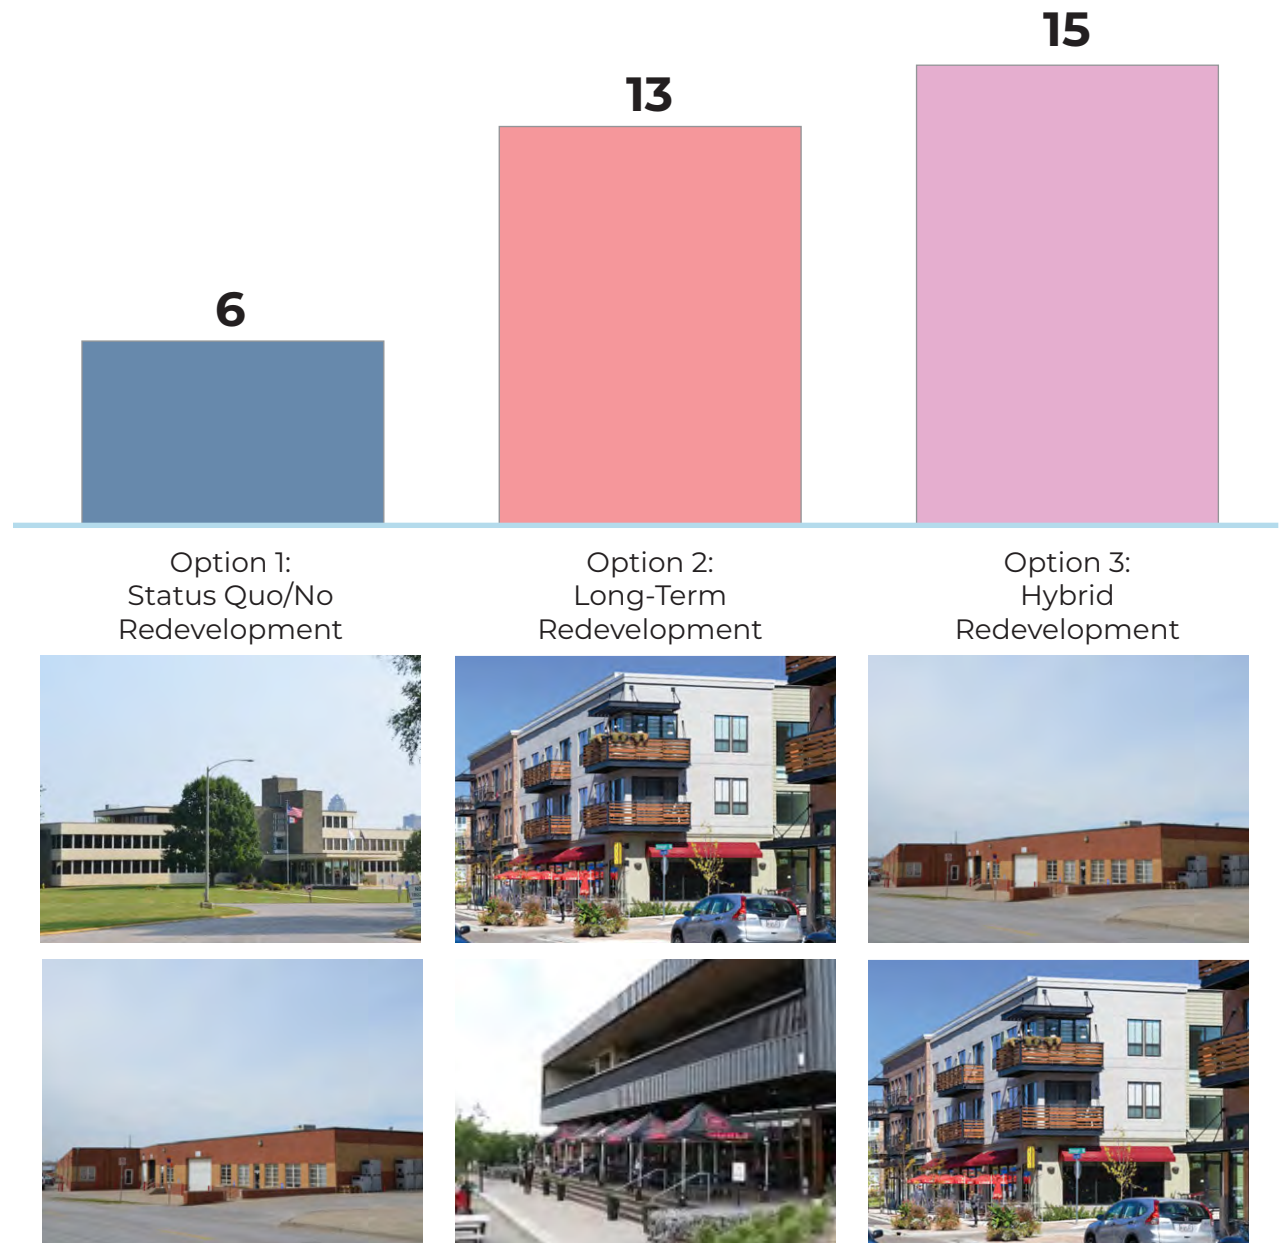 15
13
6
Option 1:
Status Quo/No
Redevelopment
Option 2:
Long-Term
Redevelopment
Option 3:
Hybrid
Redevelopment